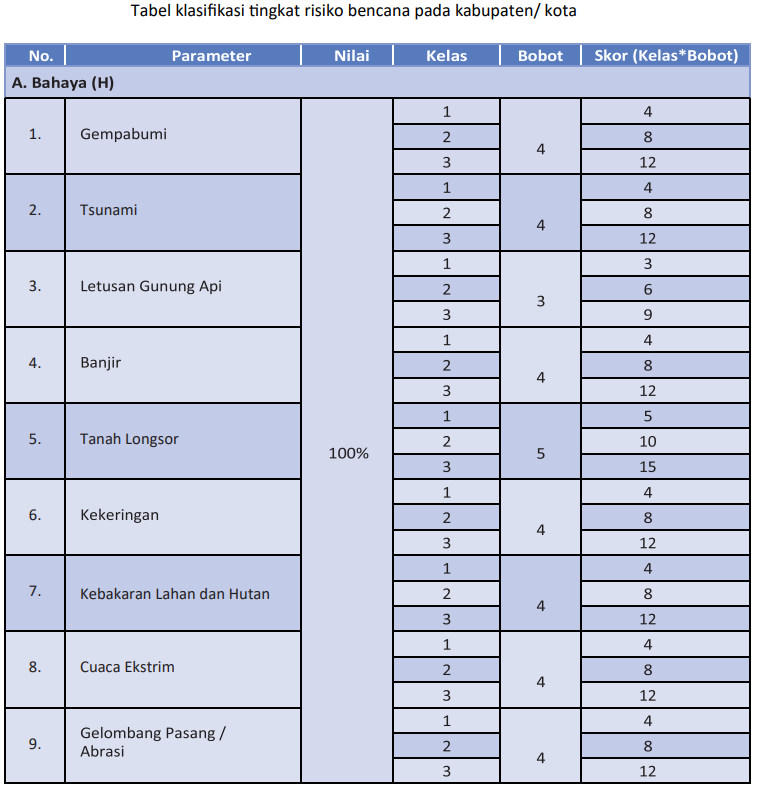 Tabel klasifikasi tingkat risiko bencana pada kabupaten/ kota
No. Parameter Nilai Kelas Bobot Skor (Kelas*Bobot)
A. Bahaya (H)
1. Gempabumi 100% 1 4 4
2 8
3 12
2. Tsunami 1 4 4
2 8
3 12
3. Letusan Gunung Api 1 3 3
2 6
3 9
4. Banjir 1 4 4
2 8
3 12
5. Tanah Longsor 1 5 5
2 10
3 15
6. Kekeringan 1 4 4
2 8
3 12
7. Kebakaran Lahan dan Hutan 1 4 4
2 8
3 12
8. Cuaca Ekstrim 1 4 4
2 8
3 12
9. Gelombang Pasang / 1 4 4
Abrasi 2 8
3 12